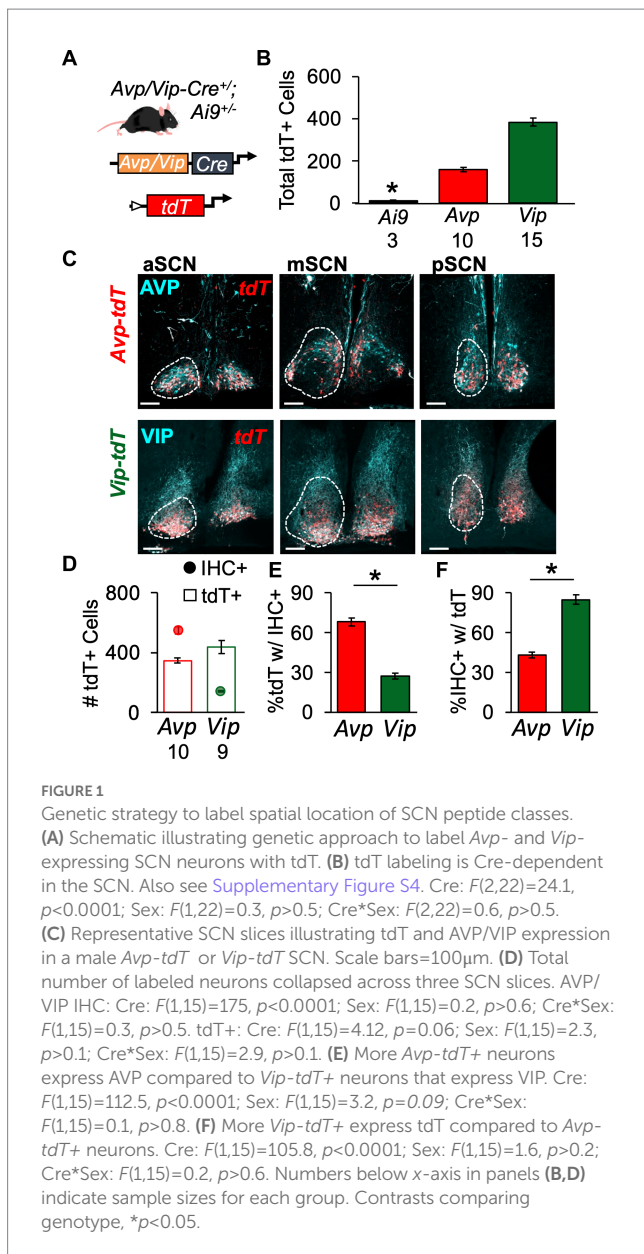 A
Avp/Vip-Cre+/-;
Ai9+/-
Avp/Vip
Cre
tdT
B
Total tdT+ Cells
600
400
200
0
*
Ai9
Avp
Vip
3
10
15
C
aSCN
mSCN
pSCN
Avp-tdT
AVP
tdT
Vip-tdT
VIP
tdT
D
# tdT+ Cells
800
400
0
IHC+
tdT+
Avp
Vip
10
9
E
%tdT w/ IHC+
90
60
30
0
*
Avp
Vip
F
%IHC+ w/ tdT
90
60
30
0
*
Avp
Vip
FIGURE 1
Genetic strategy to label spatial location of SCN peptide classes.
(A) Schematic illustrating genetic approach to label Avp- and Vip-
expressing SCN neurons with tdT. (B) tdT labeling is Cre-dependent
in the SCN. Also see Supplementary Figure S4. Cre: F(2,22)=24.1,
p<0.0001; Sex: F(1,22)=0.3, p>0.5; Cre*Sex: F(2,22)=0.6, p>0.5.
(C) Representative SCN slices illustrating tdT and AVP/VIP expression
in a male Avp-tdT or Vip-tdT SCN. Scale bars=100μm. (D) Total
number of labeled neurons collapsed across three SCN slices. AVP/
VIP IHC: Cre: F(1,15)=175, p<0.0001; Sex: F(1,15)=0.2, p>0.6; Cre*Sex:
F(1,15)=0.3, p>0.5. tdT+: Cre: F(1,15)=4.12, p=0.06; Sex: F(1,15)=2.3,
p>0.1; Cre*Sex: F(1,15)=2.9, p>0.1. (E) More Avp-tdT+ neurons
express AVP compared to Vip-tdT+ neurons that express VIP. Cre:
F(1,15)=112.5, p<0.0001; Sex: F(1,15)=3.2, p=0.09; Cre*Sex:
F(1,15)=0.1, p>0.8. (F) More Vip-tdT+ express tdT compared to Avp-
tdT+ neurons. Cre: F(1,15)=105.8, p<0.0001; Sex: F(1,15)=1.6, p>0.2;
Cre*Sex: F(1,15)=0.2, p>0.6. Numbers below x-axis in panels (B,D)
indicate sample sizes for each group. Contrasts comparing
genotype, *p<0.05.